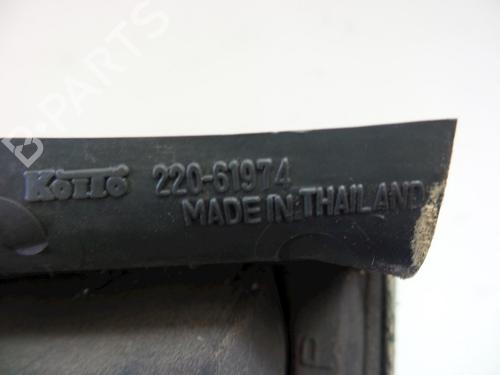 B-PARTS
KOITO 220-61974
MADE IN THAILAND